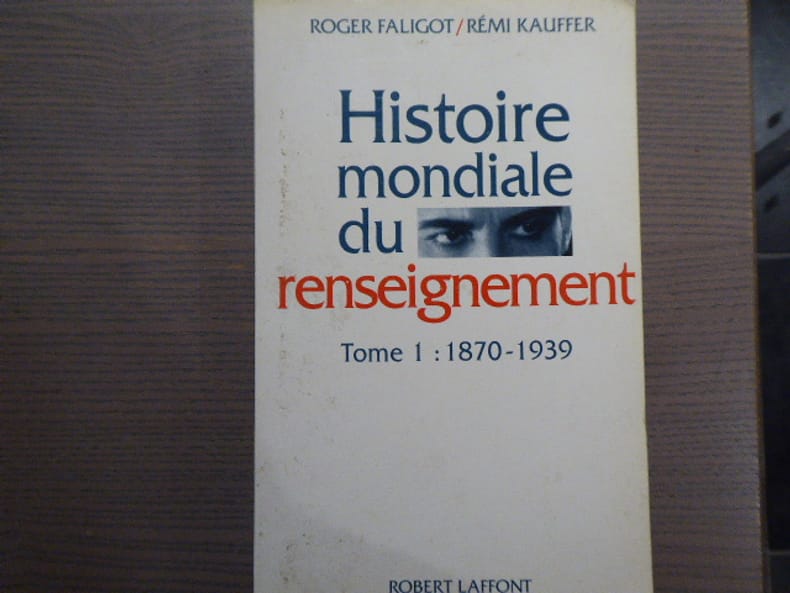 ROGER FALIGOT/RÉMI KAUFFER
Histoire
mondiale
du
renseignement
Tome 1 : 1870-1939
ROBERT LAFFONT